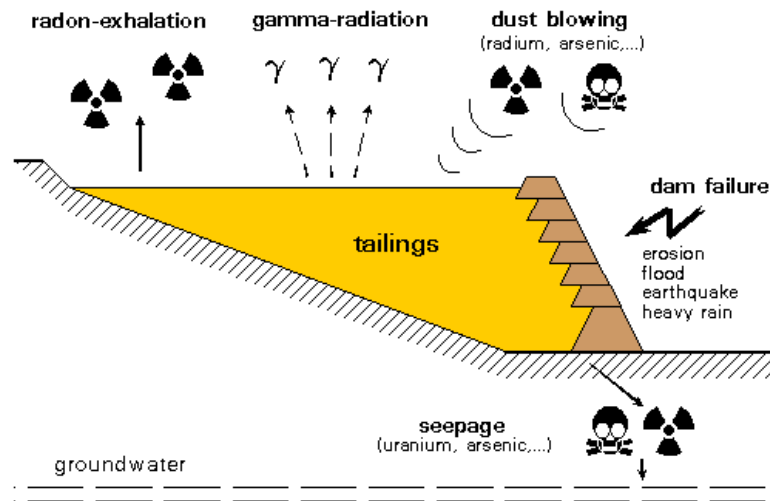 radon-exhalation
gamma-radiation
dust blowing
(radium, arsenic,...)
γ γ γ
tailings
dam failure
erosion
flood
earthquake
heavy rain
seepage
(uranium, arsenic,...)
groundwater